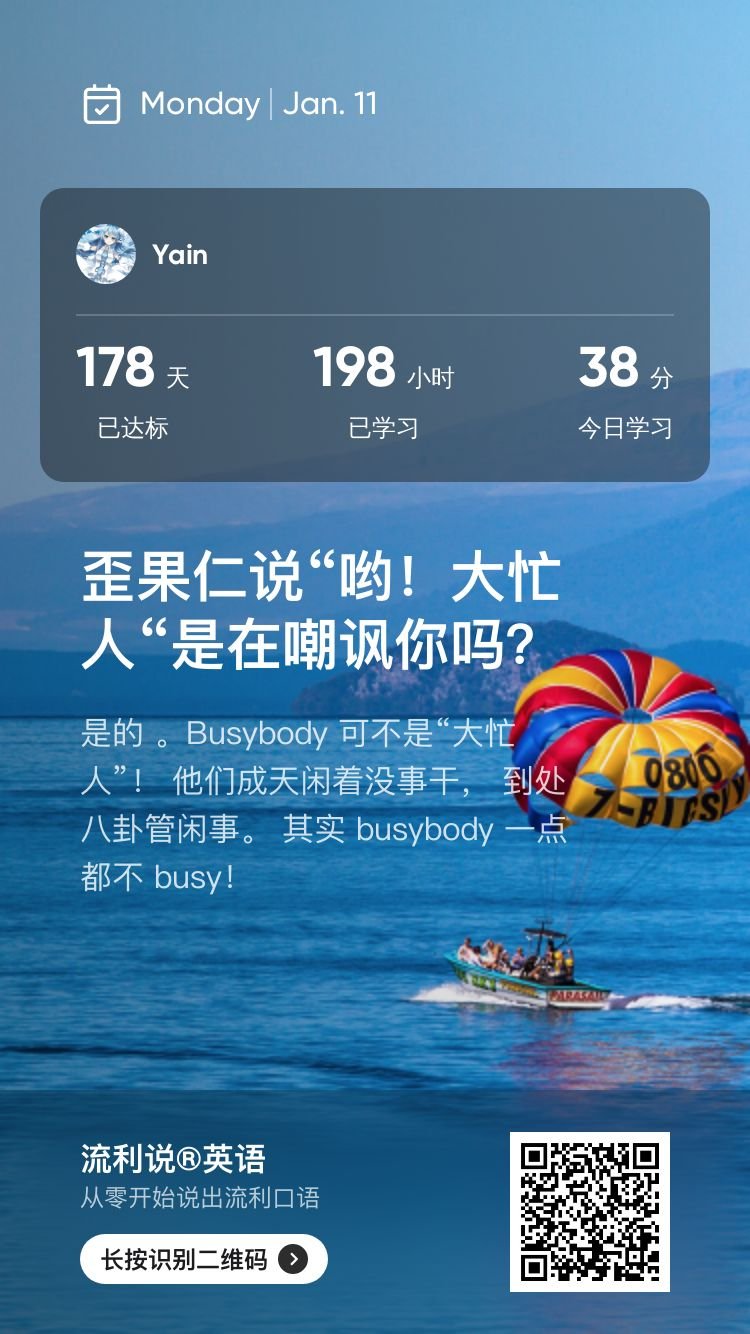 Monday | Jan. 11
Yain
178 天 198 小时 38 分
已达标 已学习 今日学习
歪果仁说“哟！大忙
人“是在嘲讽你吗？
是的 。Busybody 可不是“大忙
人”！ 他们成天闲着没事干， 到处
八卦管闲事。 其实 busybody 一点
都不 busy！
0800
7-BIGSKY
PARASAIL
流利说®英语
从零开始说出流利口语
长按识别二维码